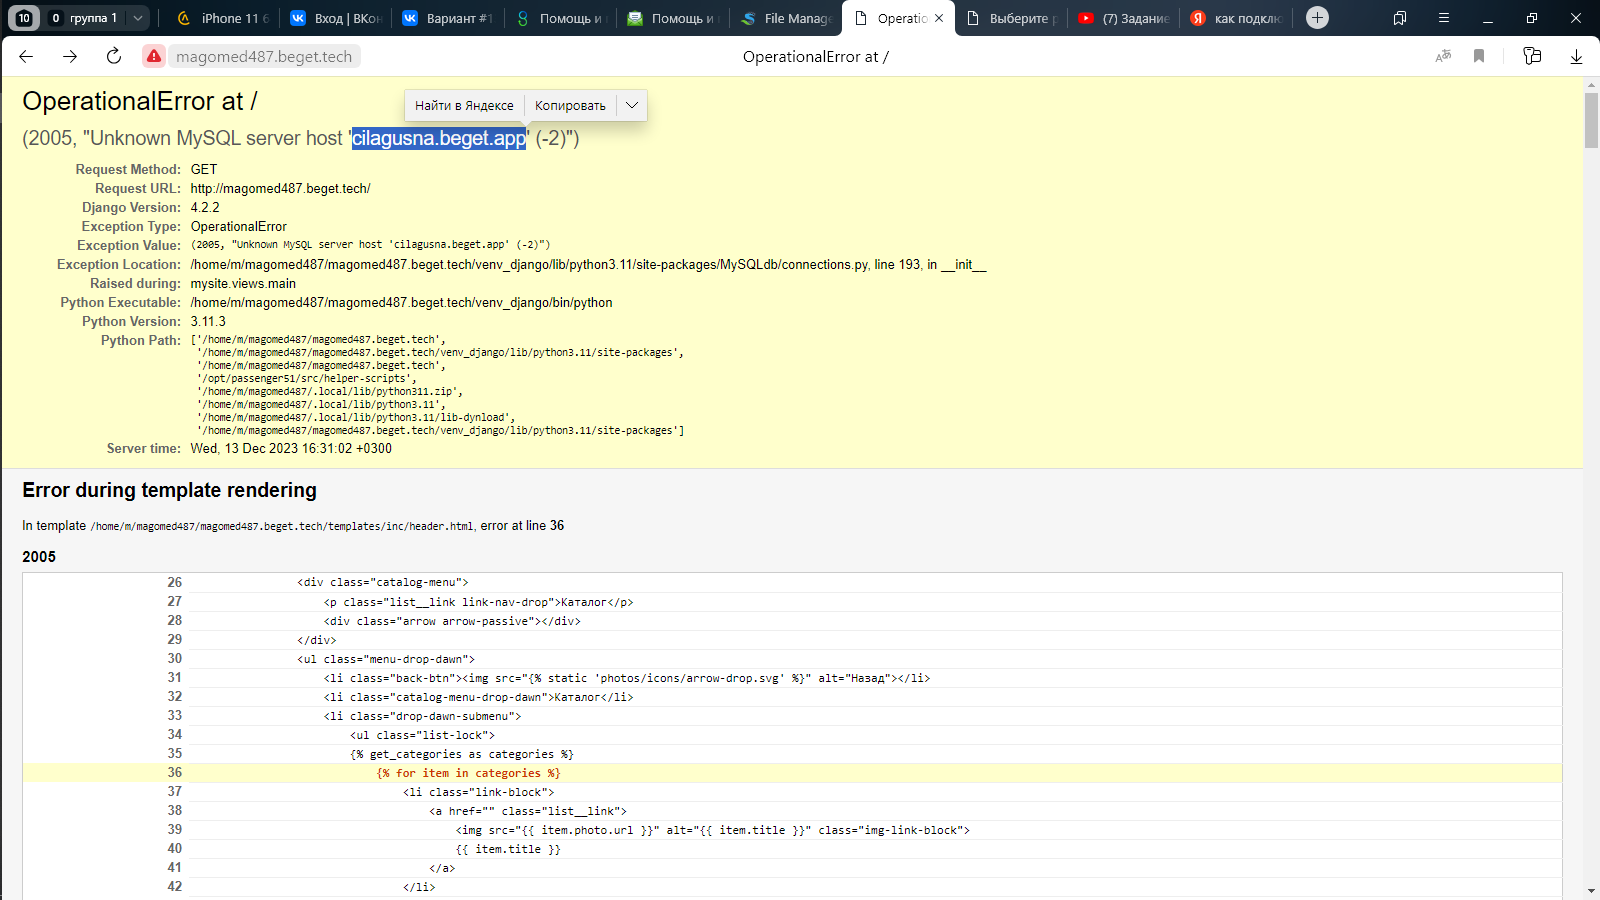 10 0 группа 1 iPhone 11 6 Вход | ВКон Вариант #1 Помощь и Помощь и File Manage Operatio Выберите р (7) Задание как подклю
magomed487.beget.tech OperationalError at /
OperationalError at /
Найти в Яндексе Копировать
(2005, "Unknown MySQL server host 'cilagusna.beget.app' (-2)")
Request Method: GET
Request URL: http://magomed487.beget.tech/
Django Version: 4.2.2
Exception Type: OperationalError
Exception Value: (2005, "Unknown MySQL server host 'cilagusna.beget.app' (-2)")
Exception Location: /home/m/magomed487/magomed487.beget.tech/venv_django/lib/python3.11/site-packages/MySQLdb/connections.py, line 193, in __init__
Raised during: mysite.views.main
Python Executable: /home/m/magomed487/magomed487.beget.tech/venv_django/bin/python
Python Version: 3.11.3
Python Path: ['/home/m/magomed487/magomed487.beget.tech',
'/home/m/magomed487/magomed487.beget.tech/venv_django/lib/python3.11/site-packages',
'/home/m/magomed487/magomed487.beget.tech',
'/opt/passenger51/src/helper-scripts',
'/home/m/magomed487/.local/lib/python311.zip',
'/home/m/magomed487/.local/lib/python3.11',
'/home/m/magomed487/.local/lib/python3.11/lib-dynload',
'/home/m/magomed487/magomed487.beget.tech/venv_django/lib/python3.11/site-packages']
Server time: Wed, 13 Dec 2023 16:31:02 +0300
Error during template rendering
In template /home/m/magomed487/magomed487.beget.tech/templates/inc/header.html, error at line 36
2005
26 <div class="catalog-menu">
27 <p class="list__link link-nav-drop">Каталог</p>
28 <div class="arrow arrow-passive"></div>
29 </div>
30 <ul class="menu-drop-dawn">
31 <li class="back-btn"><img src="{% static 'photos/icons/arrow-drop.svg' %}" alt="Назад"></li>
32 <li class="catalog-menu-drop-dawn">Каталог</li>
33 <li class="drop-dawn-submenu">
34 <ul class="list-lock">
35 {% get_categories as categories %}
36 {% for item in categories %}
37 <li class="link-block">
38 <a href="" class="list__link">
39 <img src="{{ item.photo.url }}" alt="{{ item.title }}" class="img-link-block">
40 {{ item.title }}
41 </a>
42 </li>